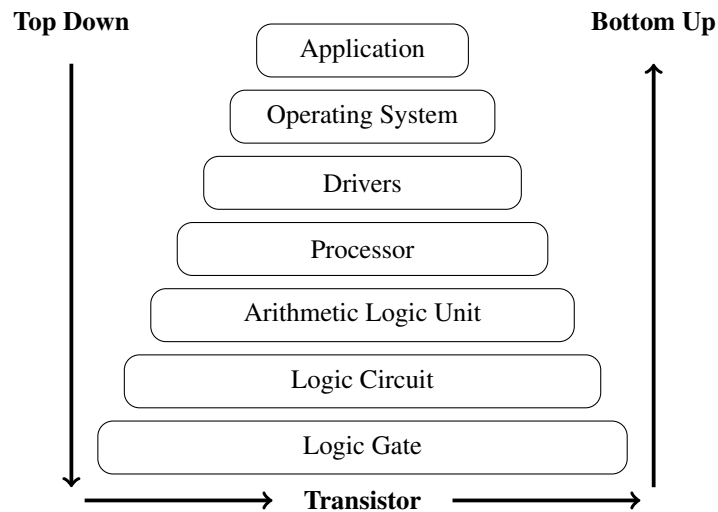 Top Down
Bottom Up
Application
Operating System
Drivers
Processor
Arithmetic Logic Unit
Logic Circuit
Logic Gate
Transistor